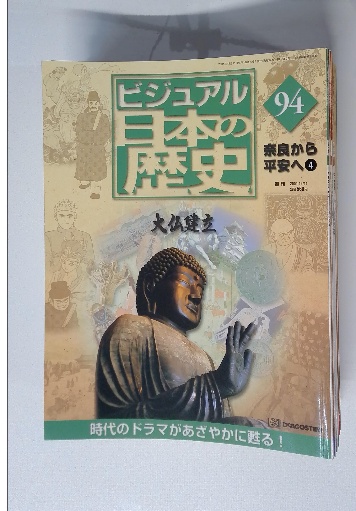 ビジュアル
日本の
歴史
94
奈良から
平安へ4
大仏建立
DeAGOSTINI
時代のドラマがあざやかに甦る!